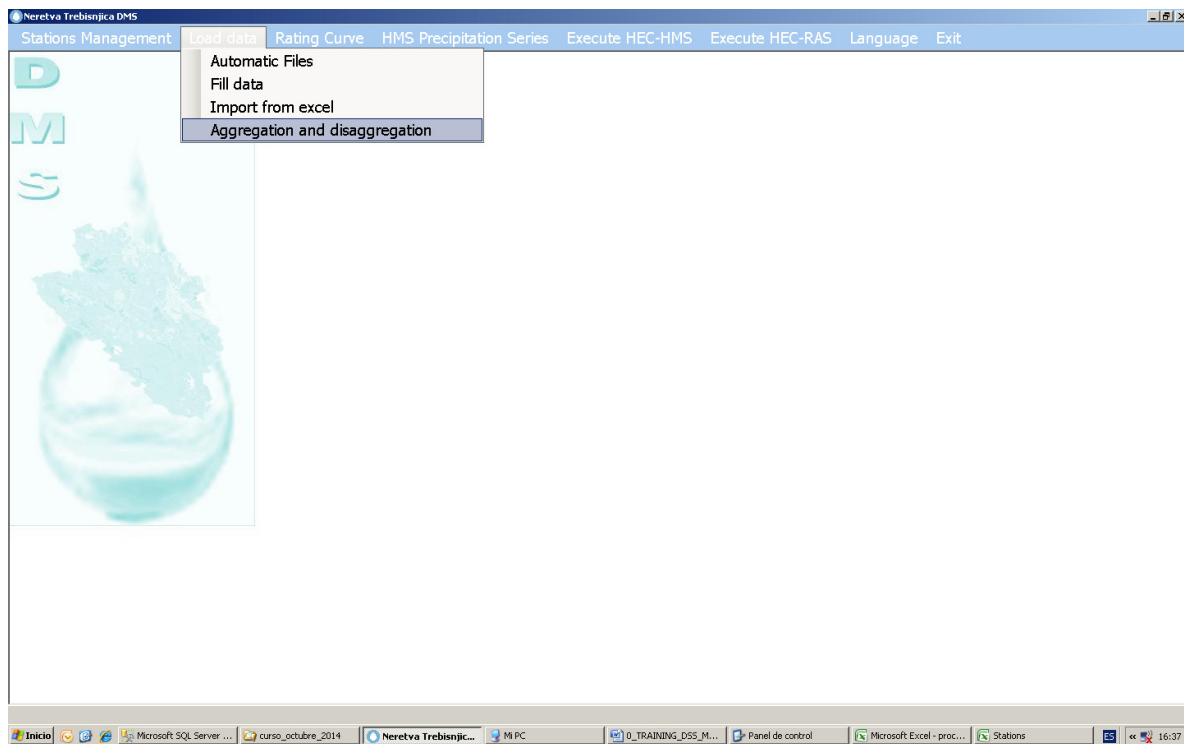 Neretva Trebisnjica DMS
Stations Management Load data Rating Curve HMS Precipitation Series Execute HEC-HMS Execute HEC-RAS Language Exit
Automatic Files
Fill data
Import from excel
Aggregation and disaggregation
D
M
S
Inicio Microsoft SQL Server ... curso_octubre_2014 Neretva Trebisnjic... Mi PC 0_TRAINING_DSS_M... Panel de control Microsoft Excel - proc... Stations ES « 16:37